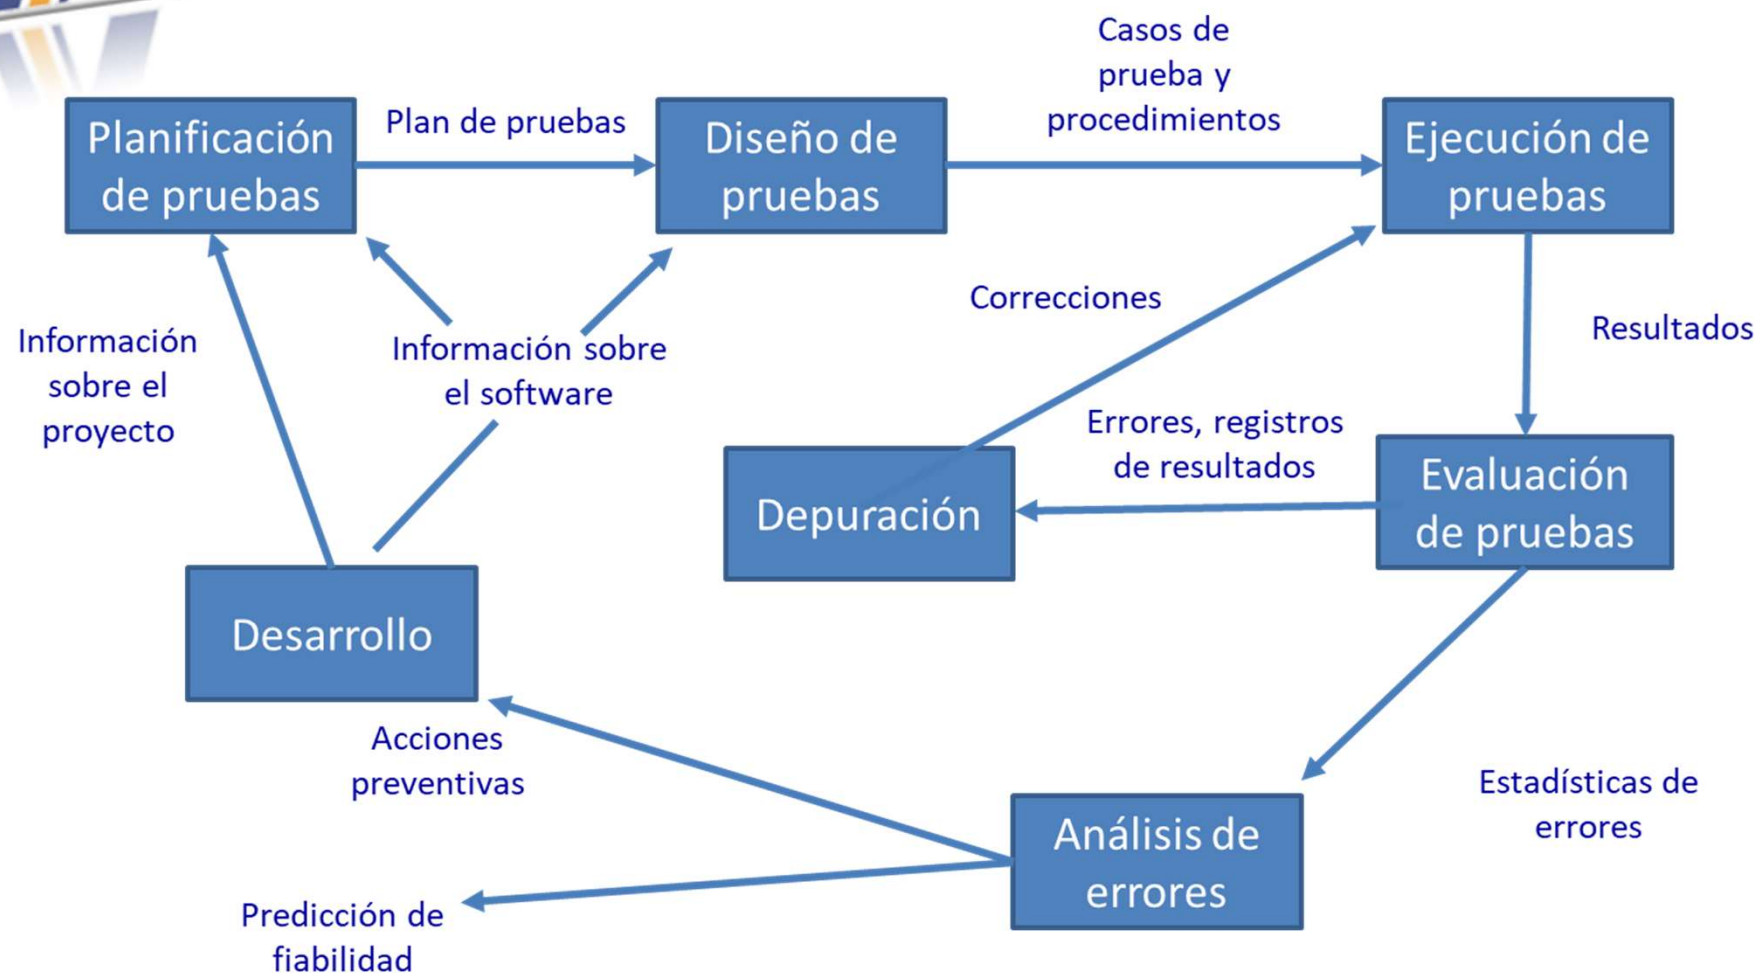 Casos de
prueba y
procedimientos
Planificación
de pruebas
Plan de pruebas
Diseño de
pruebas
Ejecución de
pruebas
Correcciones
Resultados
Información
sobre el
proyecto
Información sobre
el software
Errores, registros
de resultados
Depuración
Evaluación
de pruebas
Desarrollo
Acciones
preventivas
Estadísticas de
errores
Análisis de
errores
Predicción de
fiabilidad